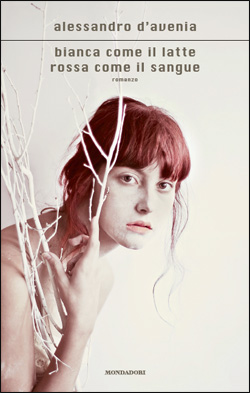 alessandro d'avenia
bianca come il latte
rossa come il sangue
romanzo
MONDADORI